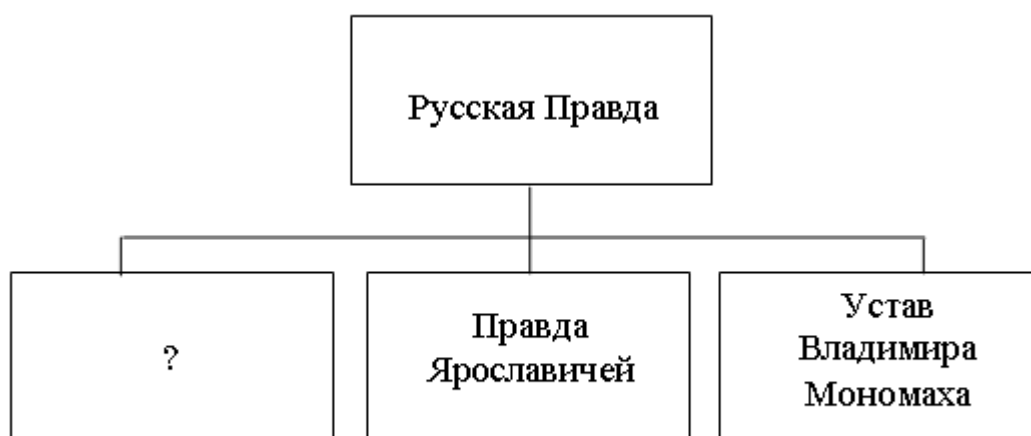 Русская Правда
?
Правда
Ярославичей
Устав
Владимира
Мономаха